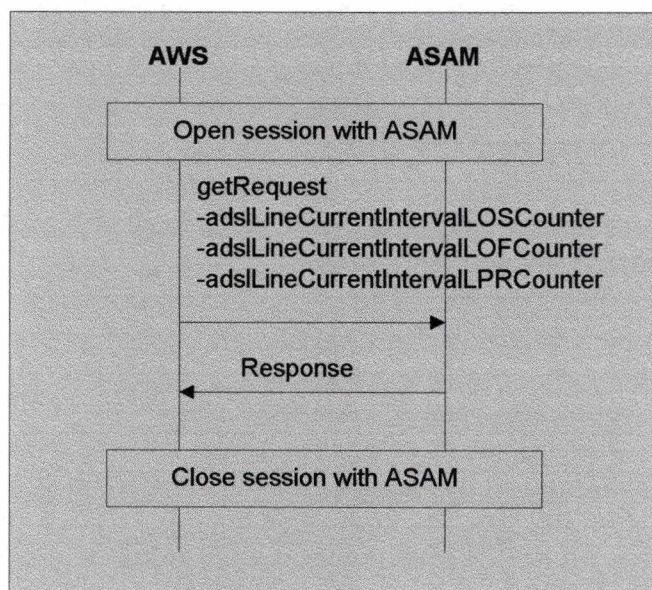 AWS ASAM
Open session with ASAM
getRequest
-adslLineCurrentIntervalLOSCounter
-adslLineCurrentIntervalLOFCounter
-adslLineCurrentIntervalLPRCounter
Response
Close session with ASAM